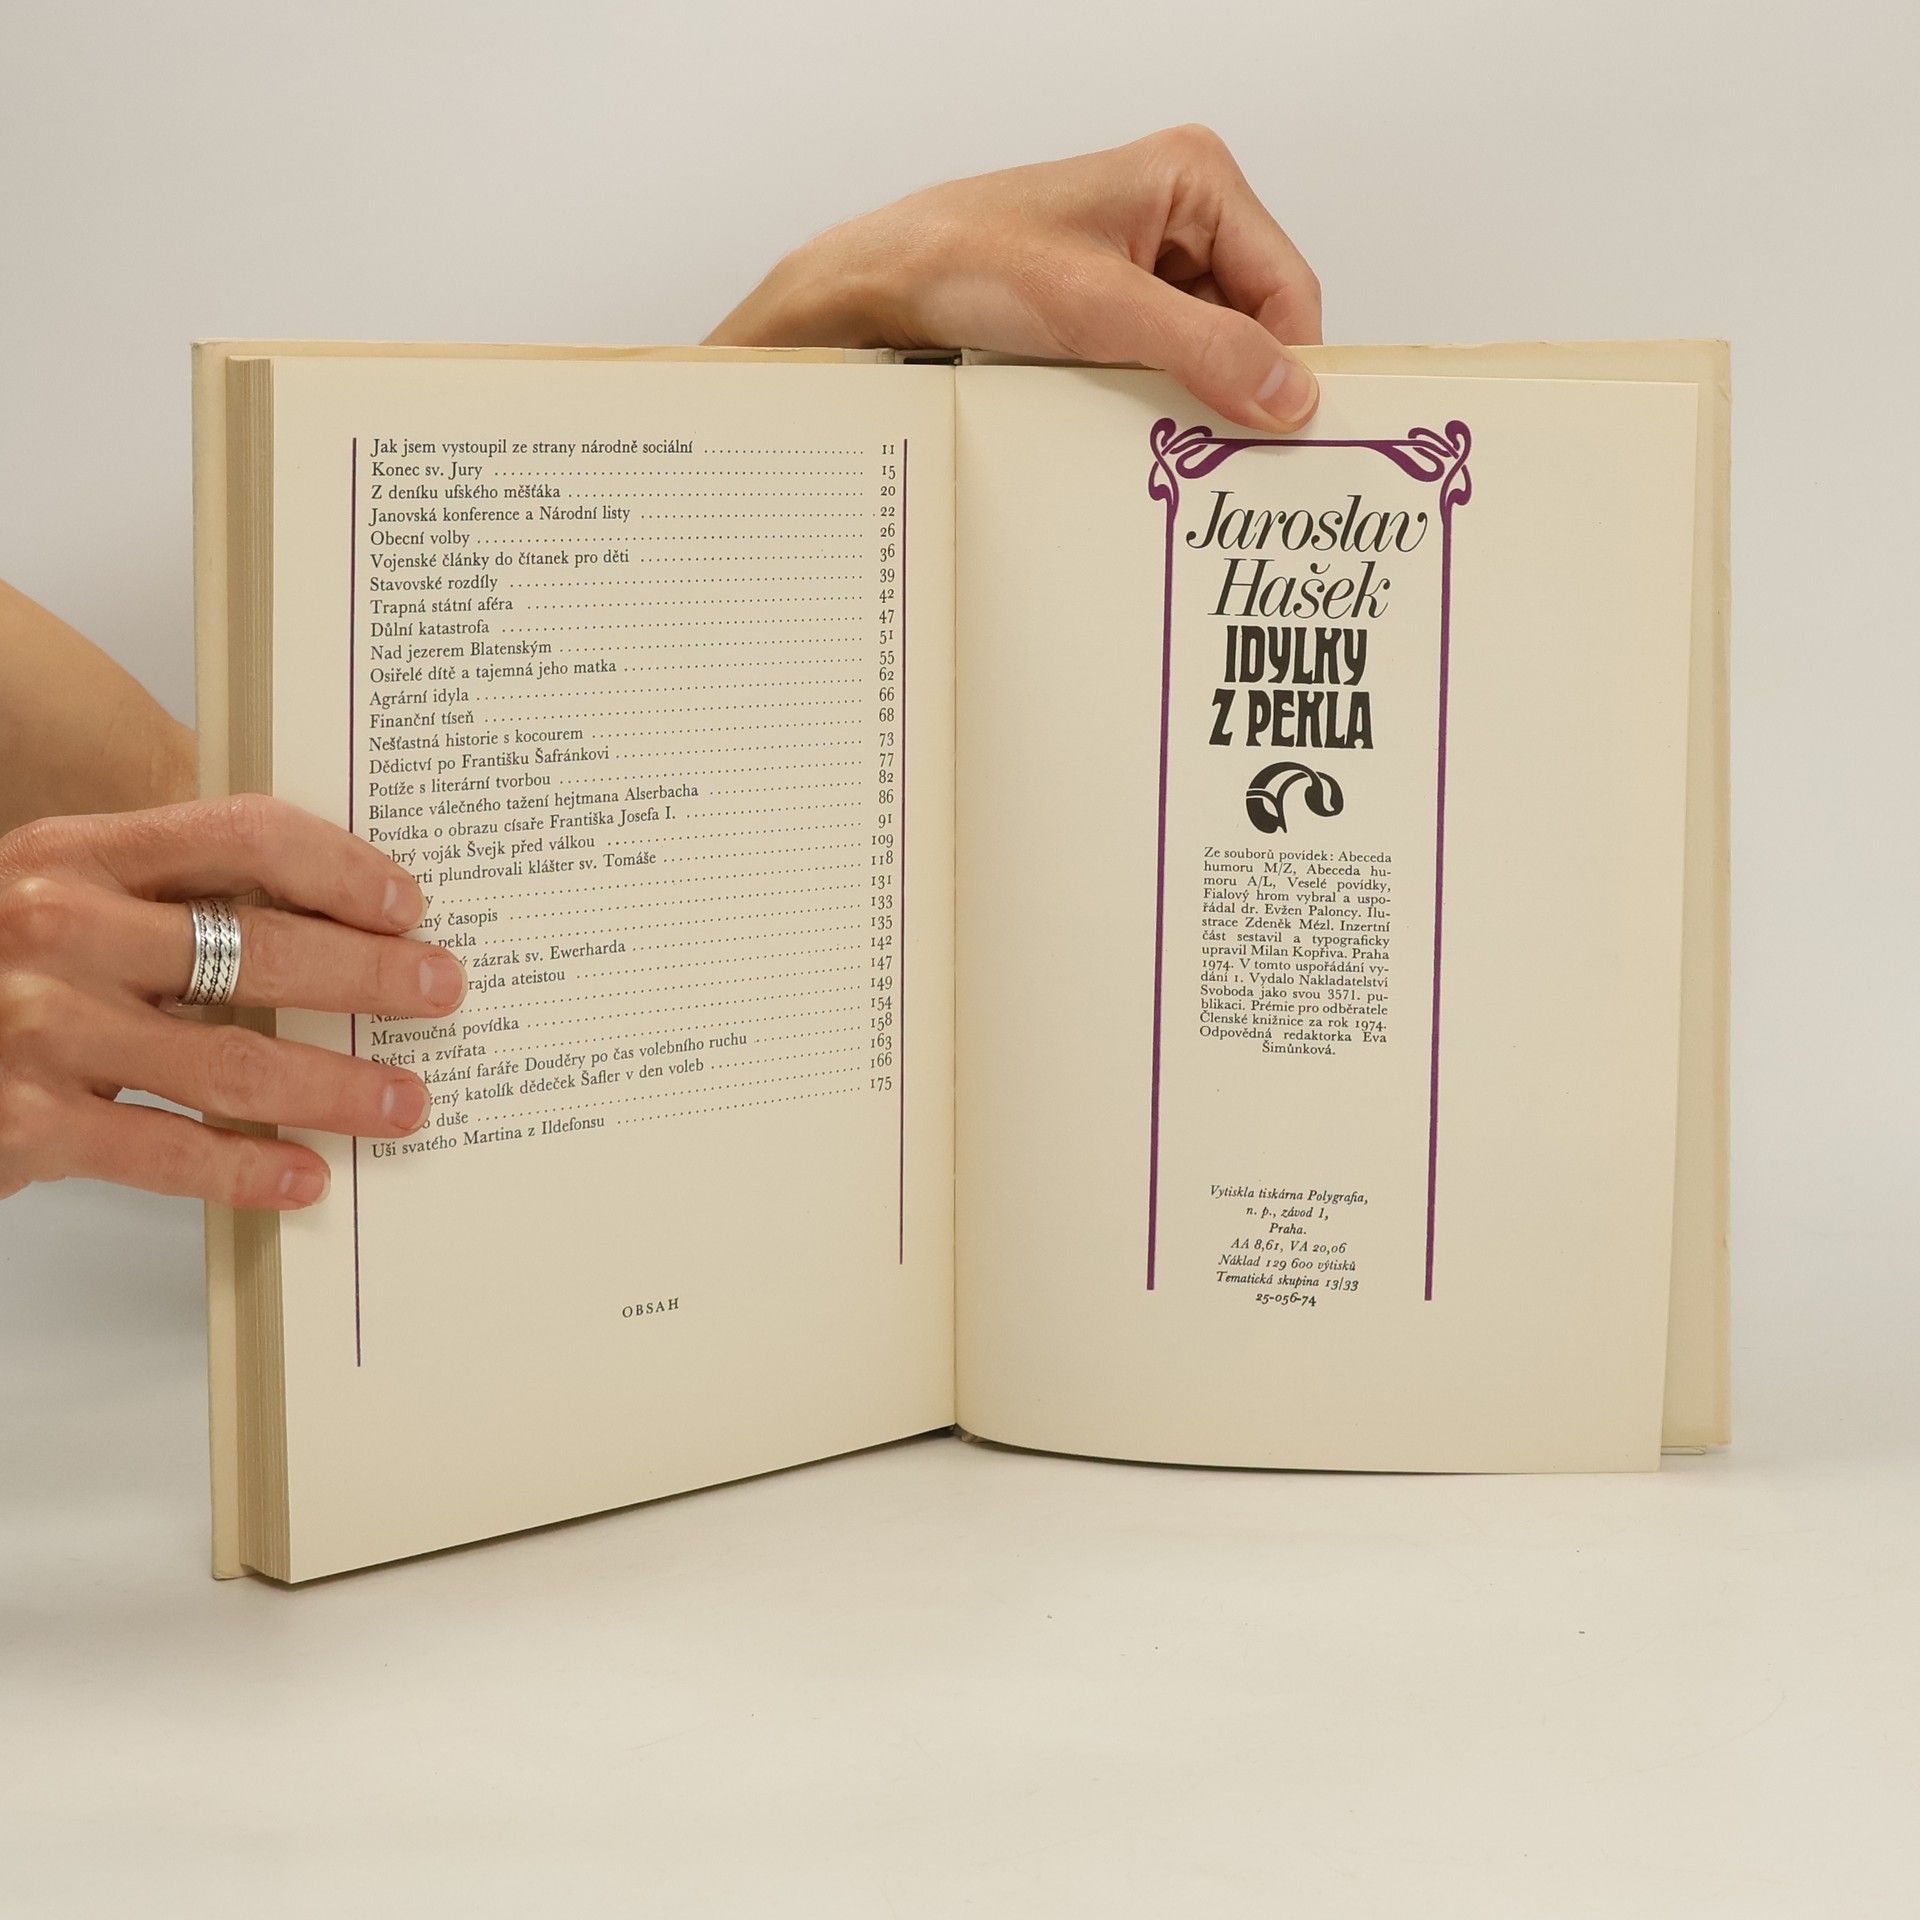 Jak jsem vystoupil ze strany národně sociální 11
Konec sv. Jury 15
Z deníku ufského měšťáka 20
Janovská konference a Národní listy 22
Obecní volby 26
Vojenské články do čítanek pro děti 36
Stavovské rozdíly 39
Trapná státní aféra 42
Důlní katastrofa 47
Nad jezerem Blatenským 51
Osiřelé dítě a tajemná jeho matka 55
Agrární idyla 62
Finanční tíseň 66
Nešťastná historie s kocourem 68
Dědictví po Františku Šafránkovi 73
Potíže s literární tvorbou 77
Bilance válečného tažení hejtmana Alserbacha 82
Povídka o obrazu císaře Františka Josefa I. 86
voják Švejk před válkou 91
plundrovali klášter sv. Tomáše 109
118
časopis 131
z pekla 133
zázrak sv. Ewerharda 135
ateistou 142
147
Mravoučná povídka 149
Světci a zvířata 154
kázání faráře Douděry po čas volebního ruchu 158
katolík dědeček Šafler v den voleb 163
duše 166
Uši svatého Martina z Ildefonsu 175
OBSAH
Jaroslav
Hašek
IDYLKY
Z PEKLA
Ze souborů povídek: Abeceda
humoru M/Z, Abeceda hu-
moru A/L, Veselé povídky,
Fialový hrom vybral a uspo-
řádal dr. Evžen Paloncy. Ilu-
strace Zdeněk Mézl. Inzertní
část sestavil a typograficky
upravil Milan Kopřiva. Praha
1974. V tomto uspořádání vy-
dání 1. Vydalo Nakladatelství
Svoboda jako svou 3571. pu-
blikaci. Prémie pro odběratele
Členské knižnice za rok 1974.
Odpovědná redaktorka Eva
Šimůnková.
Vytiskla tiskárna Polygrafia,
n. p., závod 1,
Praha.
AA 8,61, VA 20,06
Náklad 129 600 výtisků
Tematická skupina 13/33
25-056-74